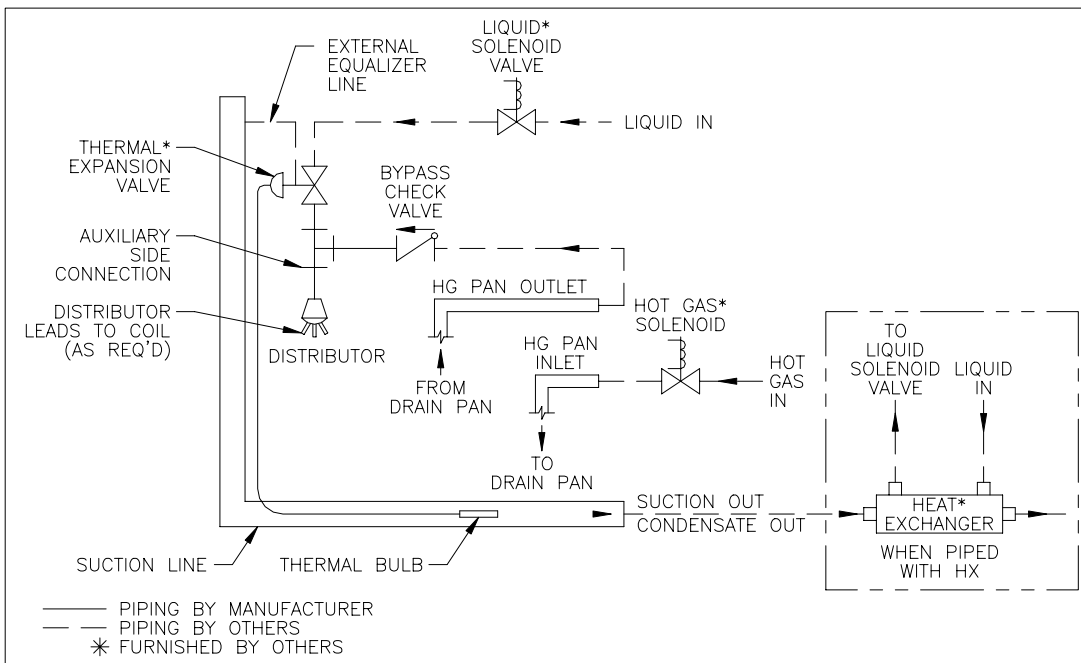 EXTERNAL
EQUALIZER
LINE
LIQUID*
SOLENOID
VALVE
LIQUID IN
THERMAL*
EXPANSION
VALVE
BYPASS
CHECK
VALVE
AUXILIARY
SIDE
CONNECTION
HG PAN OUTLET
HOT GAS*
SOLENOID
DISTRIBUTOR
LEADS TO COIL
(AS REQ'D)
DISTRIBUTOR
HG PAN
INLET
FROM
DRAIN PAN
HOT
GAS
IN
TO
DRAIN PAN
TO
LIQUID
SOLENOID
VALVE
LIQUID
IN
SUCTION OUT
CONDENSATE OUT
HEAT*
EXCHANGER
WHEN PIPED
WITH HX
SUCTION LINE
THERMAL BULB
PIPING BY MANUFACTURER
PIPING BY OTHERS
* FURNISHED BY OTHERS